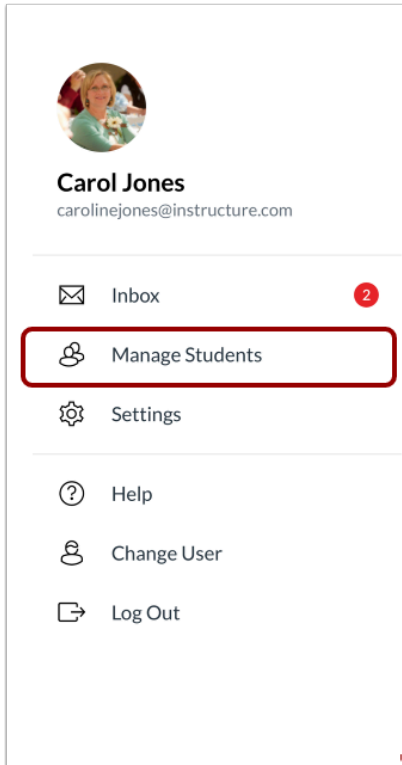 Carol Jones
carolinejones@instructure.com
Inbox 2
Manage Students
Settings
Help
Change User
Log Out